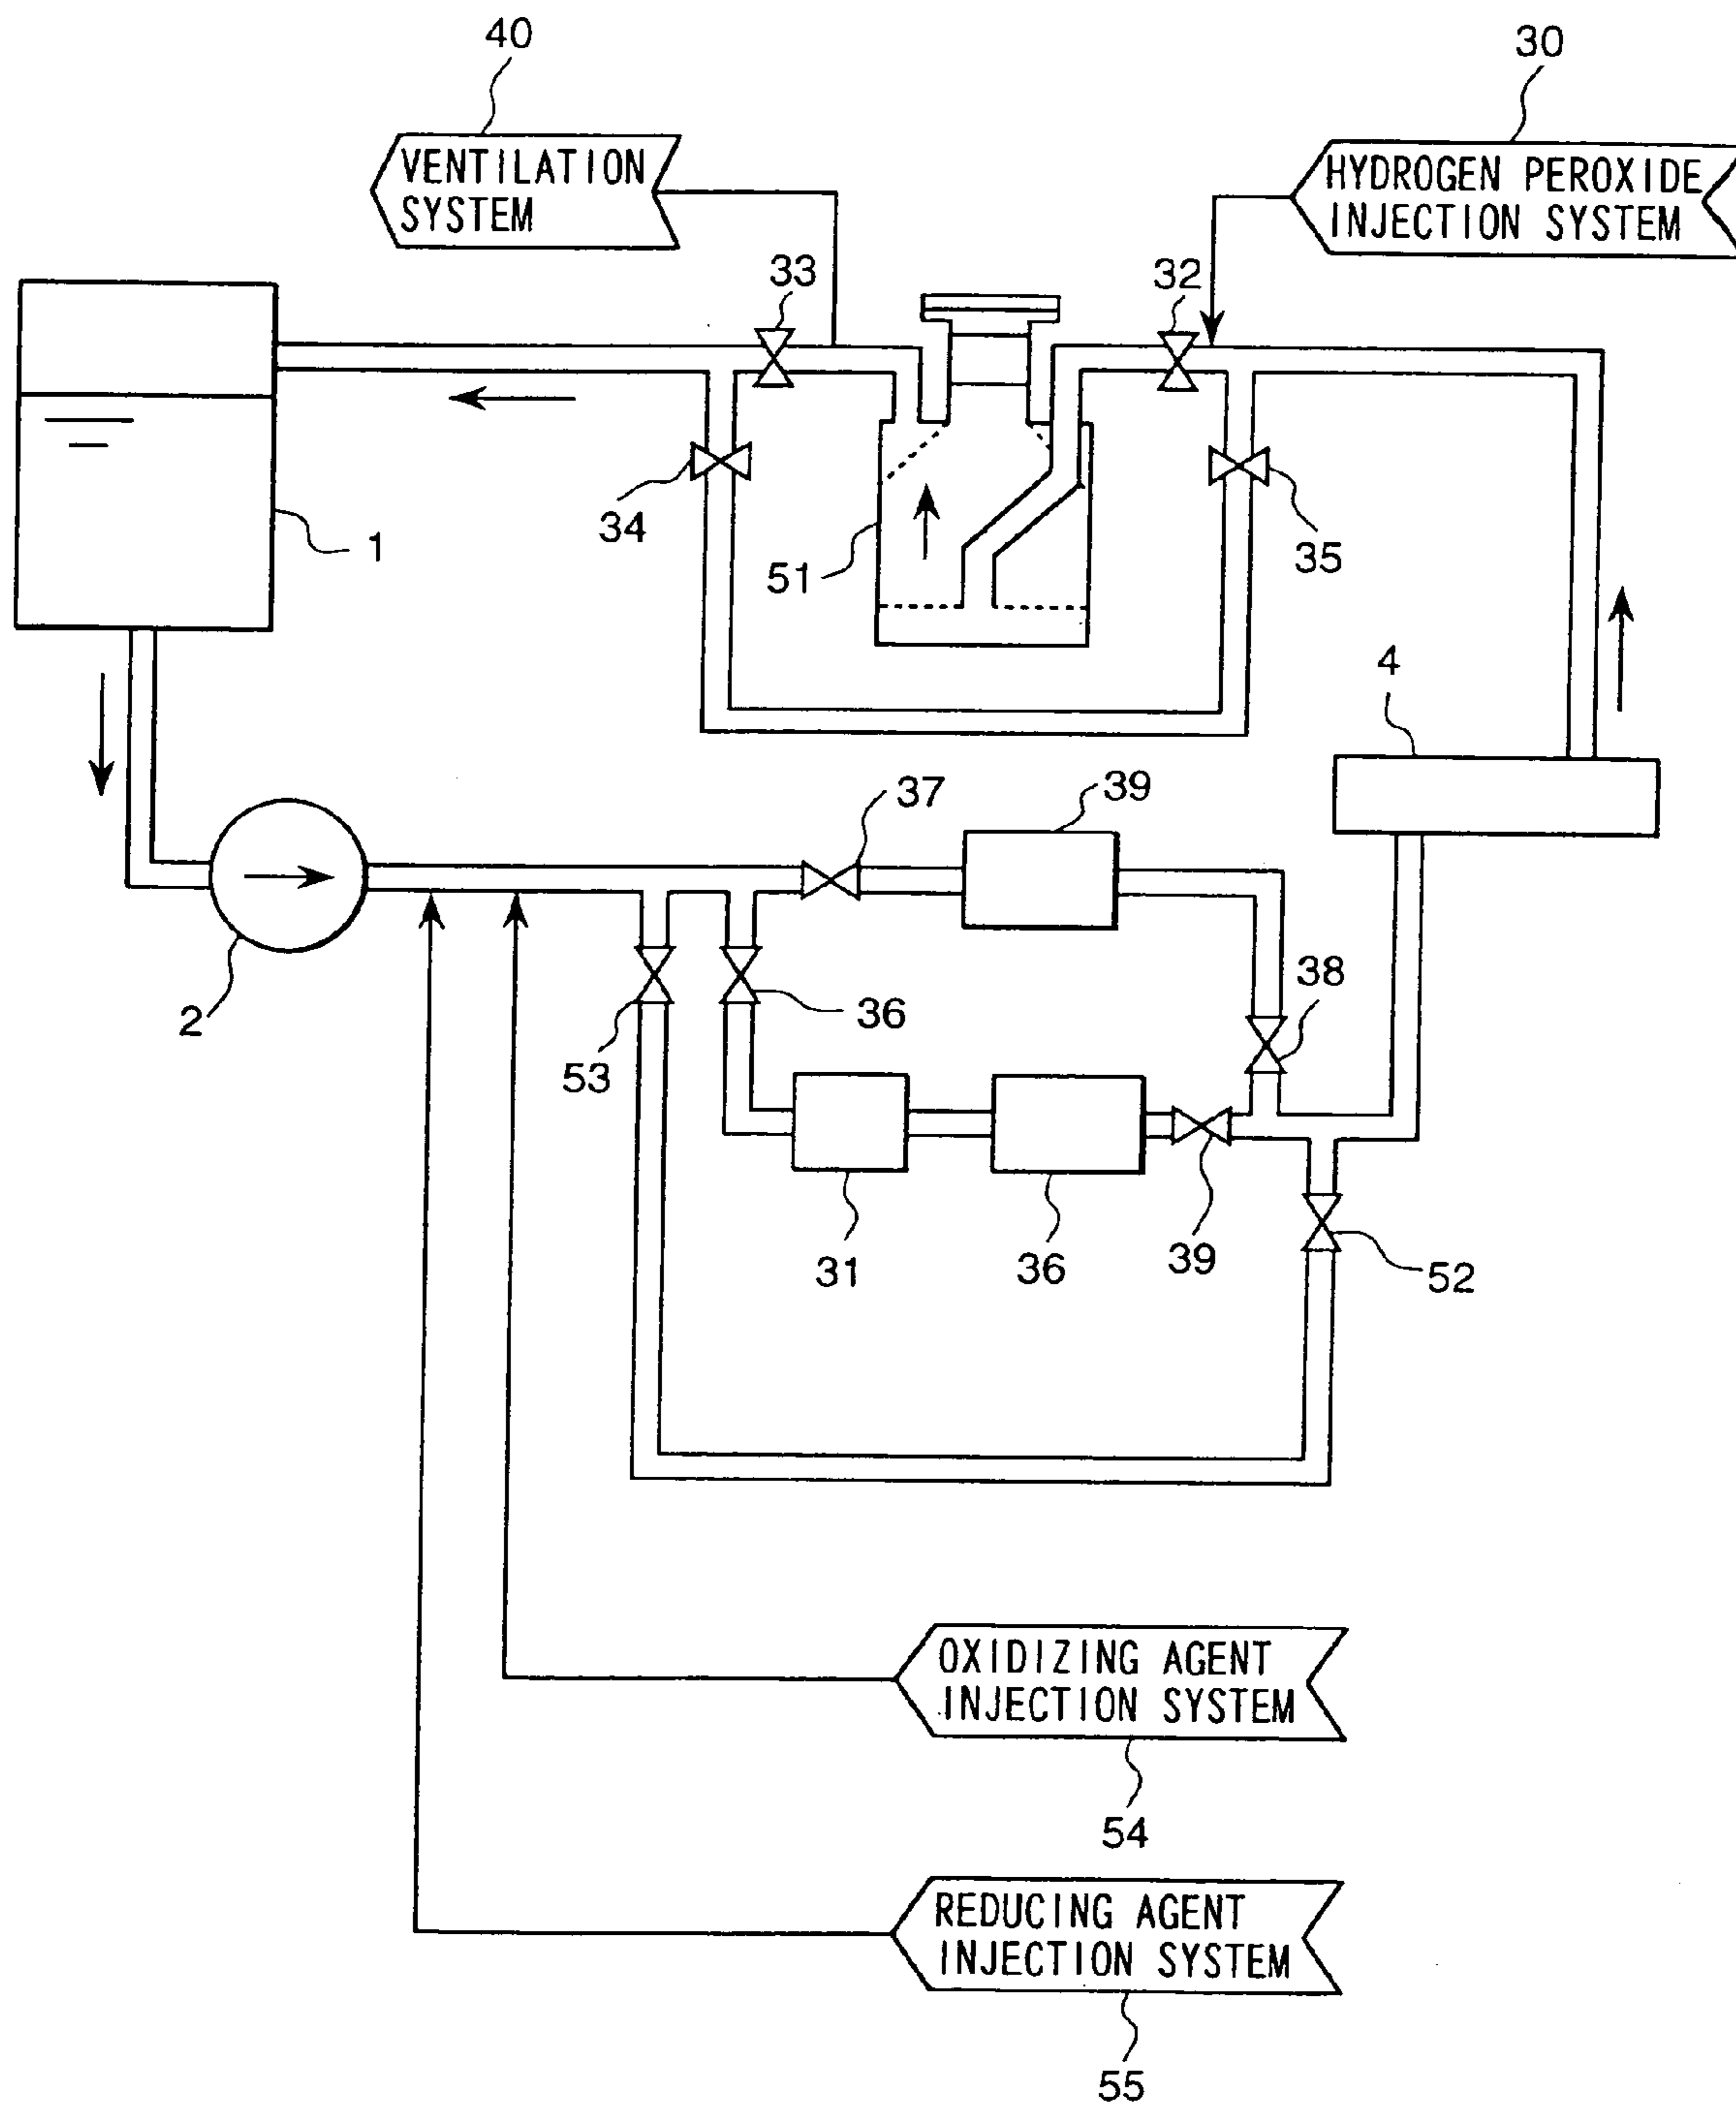 40
30
VENTILATION
SYSTEM
HYDROGEN PEROXIDE
INJECTION SYSTEM
33
32
34
1
51
35
4
37
39
2
36
38
53
31
36
39
52
OXIDIZING AGENT
INJECTION SYSTEM
54
REDUCING AGENT
INJECTION SYSTEM
55